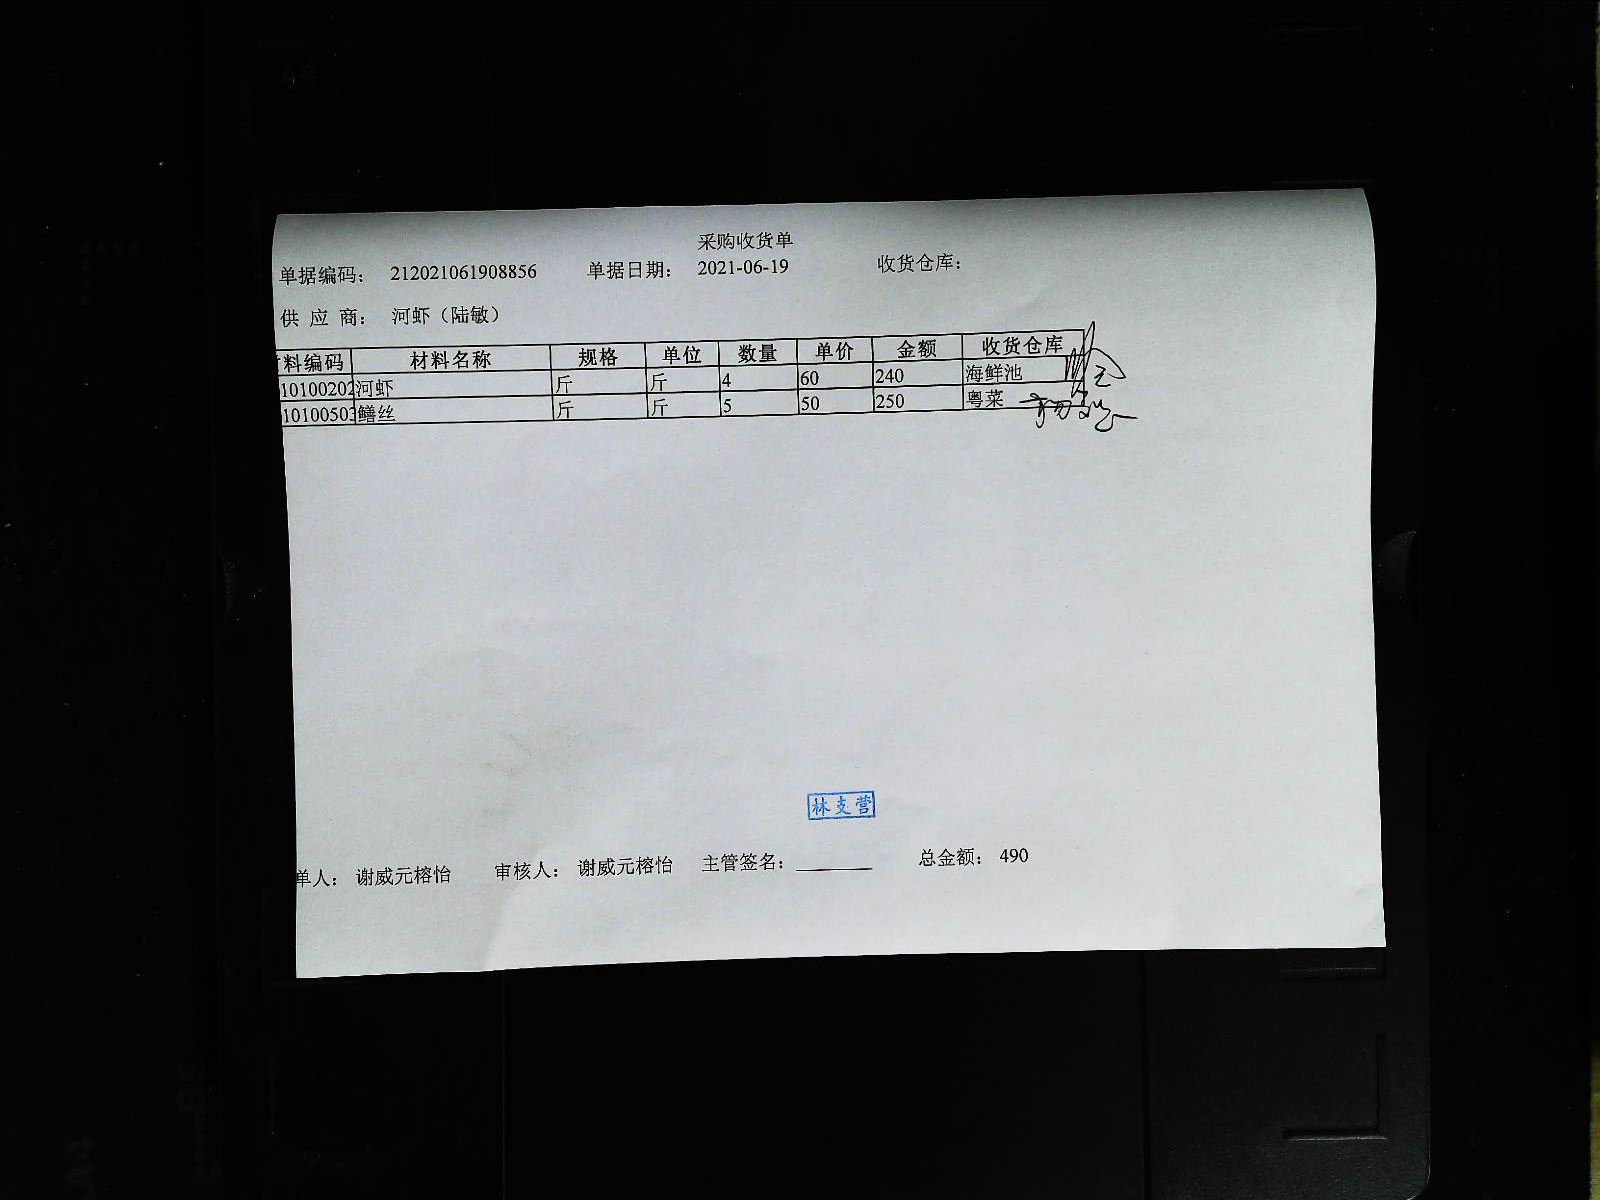 采购收货单
单据编码： 212021061908856 单据日期： 2021-06-19 收货仓库：
供 应 商： 河虾（陆敏）
料编码 材料名称 规格 单位 数量 单价 金额 收货仓库
10100202 河虾 斤 斤 4 60 240 海鲜池
10100503 鳝丝 斤 斤 5 50 250 粤菜
林支营
单人： 谢威元榕怡 审核人： 谢威元榕怡 主管签名： 总金额： 490